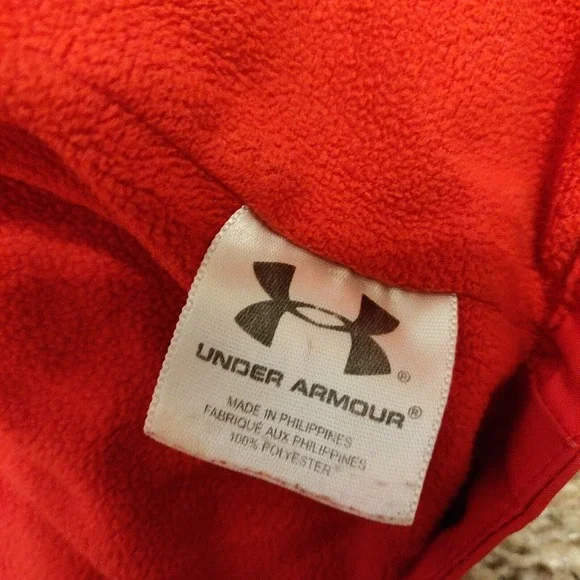 ®
UNDER ARMOUR®
MADE IN PHILIPPINES
FABRIQUÉ AUX PHILIPPINES
100% POLYESTER